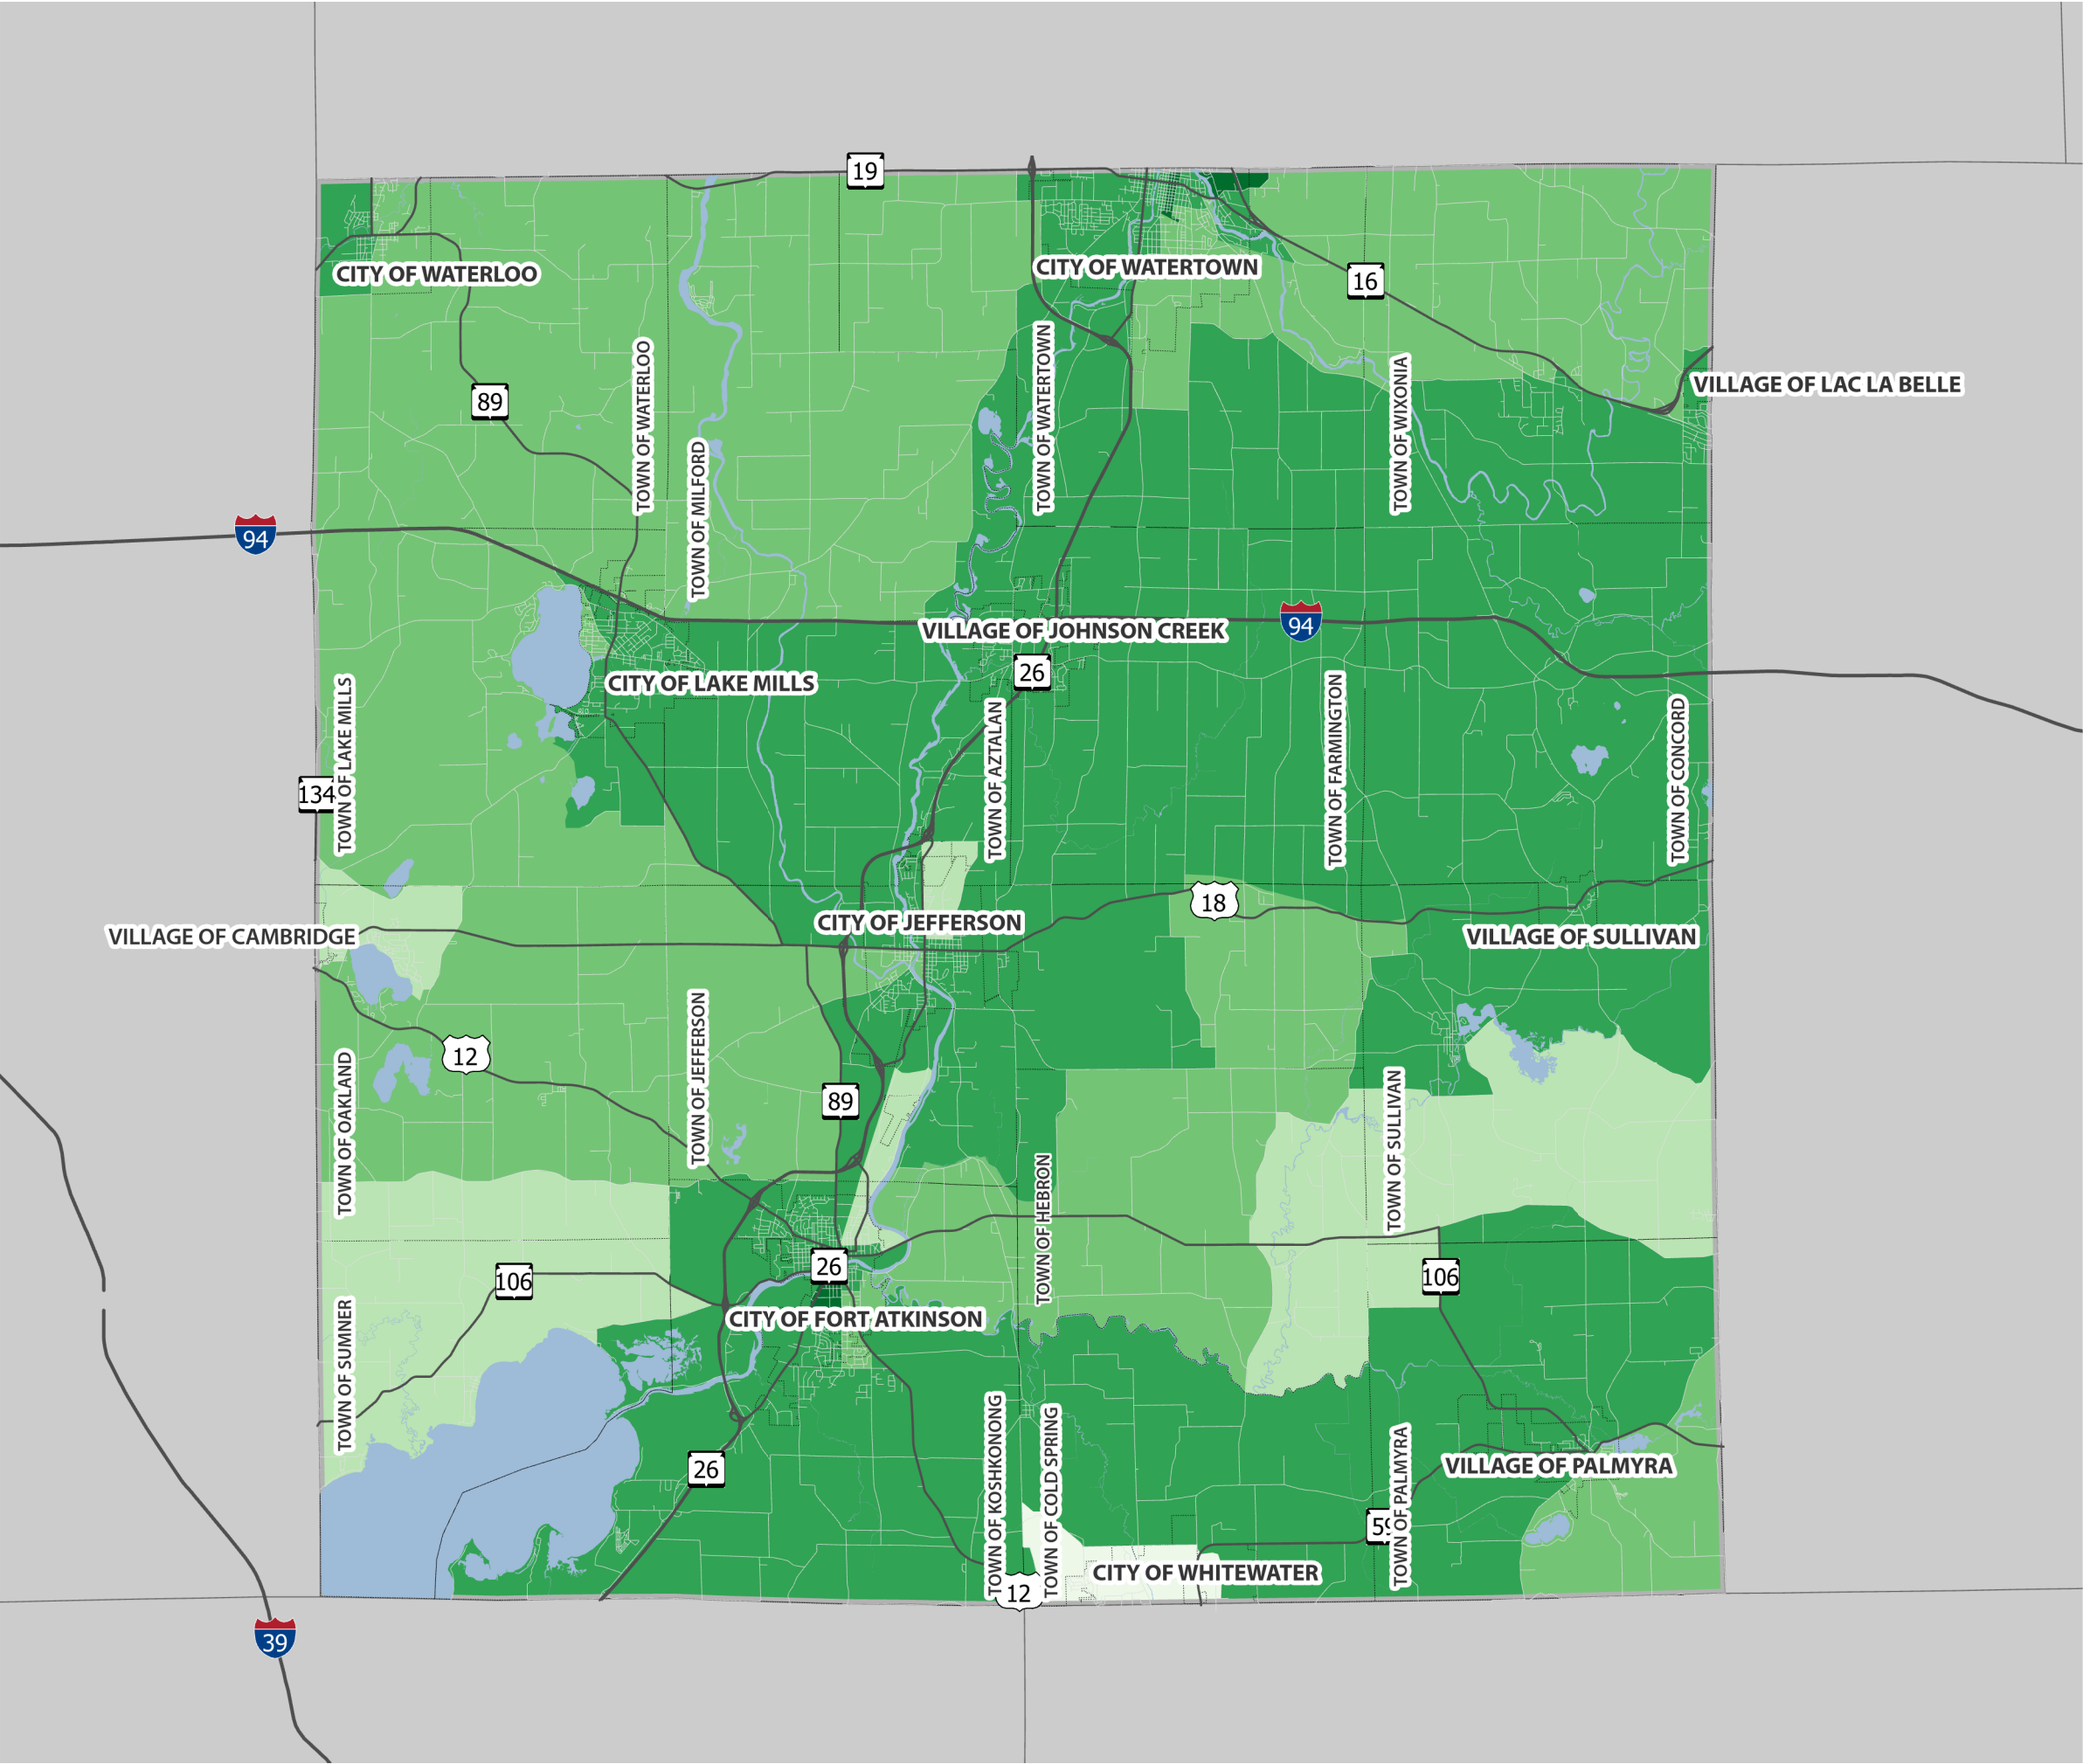 19
CITY OF WATERLOO
CITY OF WATERTOWN
16
89
TOWN OF WATERLOO
TOWN OF MILFORD
TOWN OF WATERTOWN
TOWN OF WIXONIA
VILLAGE OF LAC LA BELLE
94
94
VILLAGE OF JOHNSON CREEK
26
CITY OF LAKE MILLS
TOWN OF LAKE MILLS
134
TOWN OF AZTALAN
TOWN OF FARMINGTON
TOWN OF CONCORD
18
CITY OF JEFFERSON
VILLAGE OF CAMBRIDGE
VILLAGE OF SULLIVAN
12
TOWN OF OAKLAND
TOWN OF JEFFERSON
89
TOWN OF SULLIVAN
TOWN OF HEBRON
26
106
106
CITY OF FORT ATKINSON
TOWN OF SUMNER
26
TOWN OF KOSHKONONG
TOWN OF COLD SPRING
TOWN OF PALMYRA
VILLAGE OF PALMYRA
59
CITY OF WHITEWATER
12
39